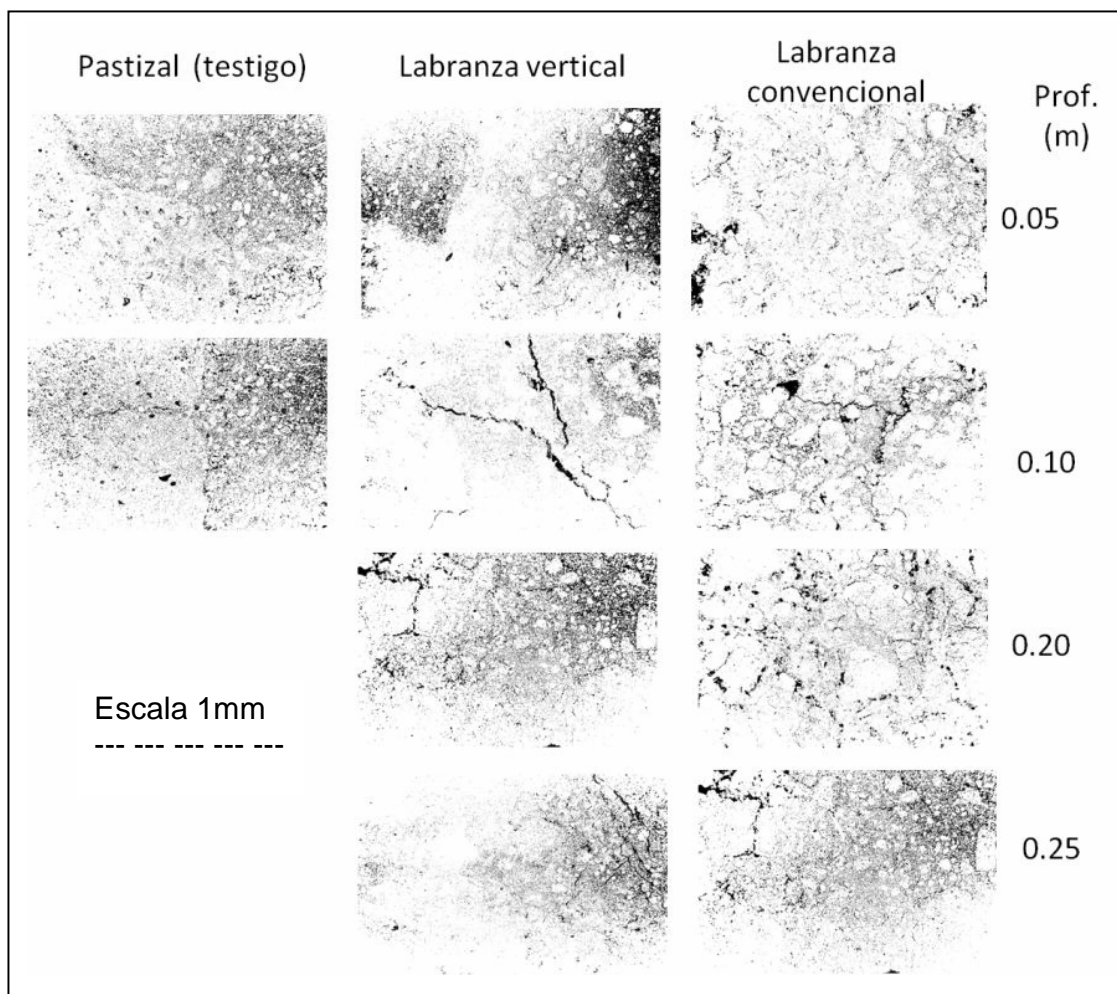 Pastizal (testigo)
Labranza vertical
Labranza
convencional
Prof.
(m)
0.05
0.10
0.20
0.25
Escala 1mm
--- --- --- --- ---